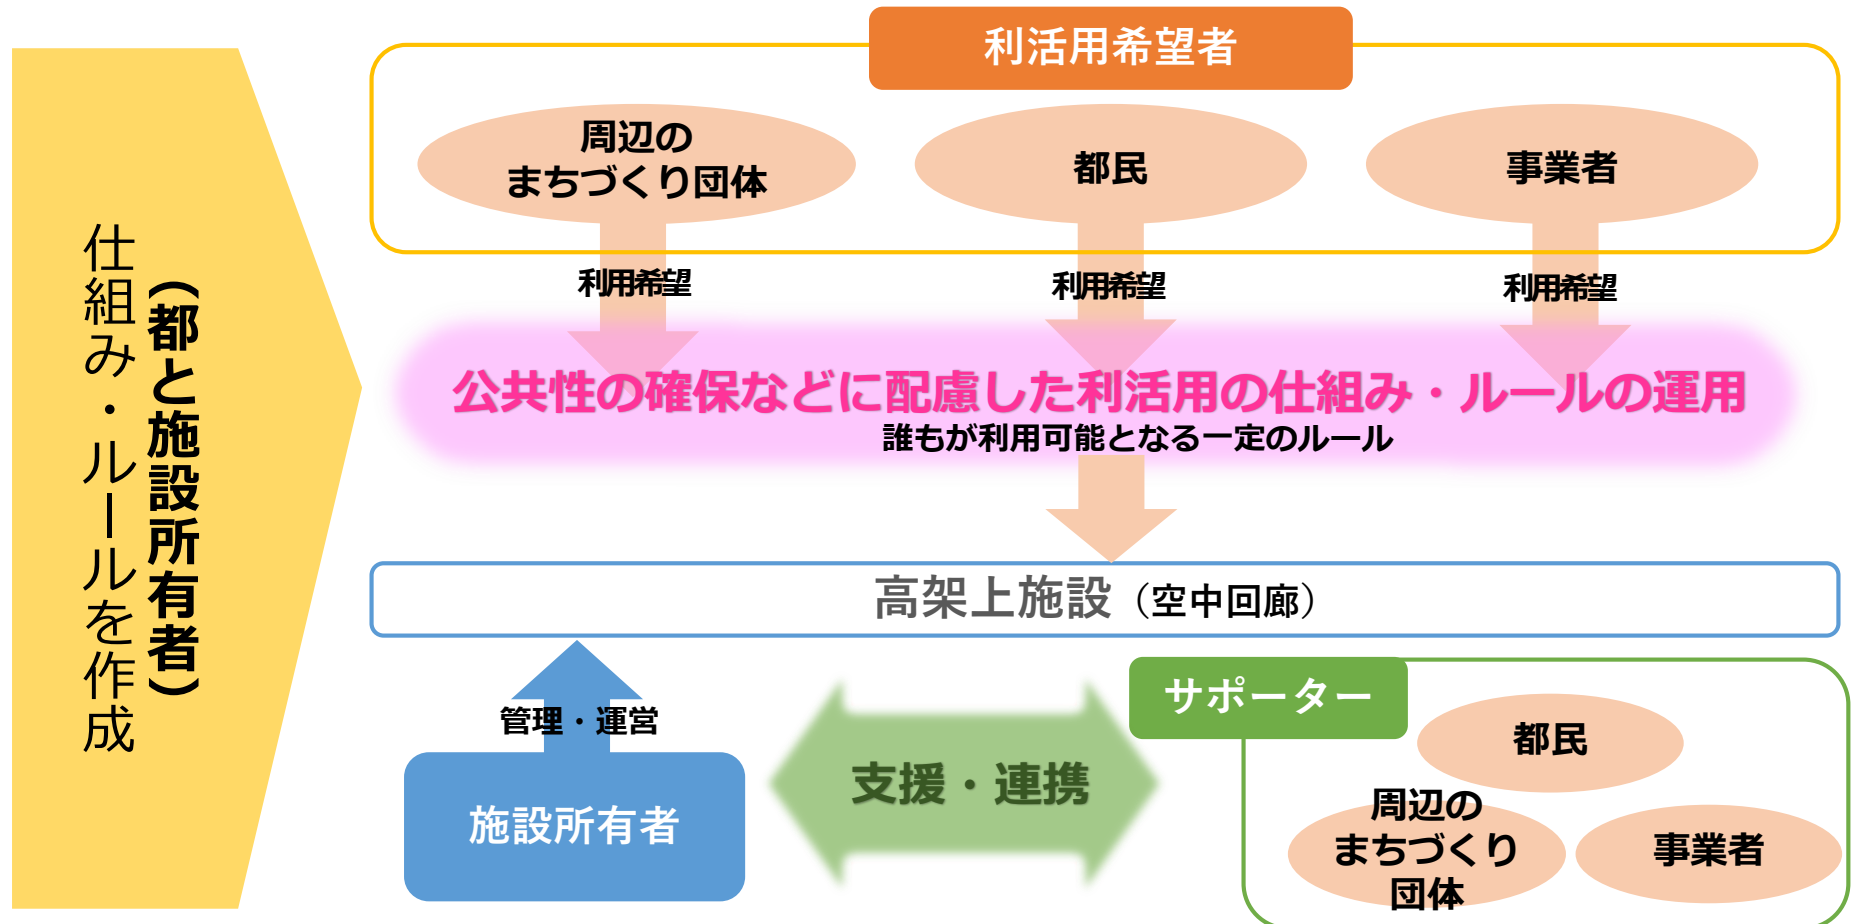 仕組み・ルールを作成
（都と施設所有者）
利活用希望者
周辺の
まちづくり団体
都民
事業者
利用希望
利用希望
利用希望
公共性の確保などに配慮した利活用の仕組み・ルールの運用
誰もが利用可能となる一定のルール
高架上施設（空中回廊）
管理・運営
施設所有者
支援・連携
サポーター
都民
周辺の
まちづくり
団体
事業者